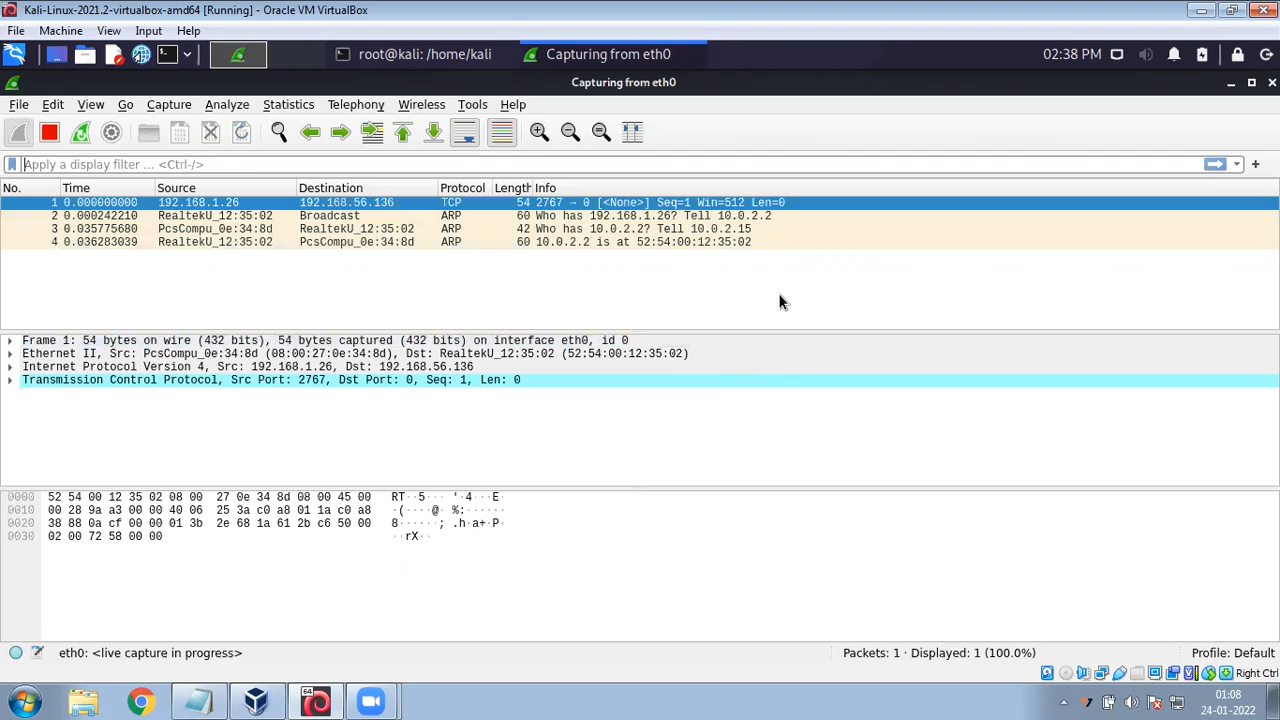 Kali-Linux-2021.2-virtualbox-amd64 [Running] - Oracle VM VirtualBox
File Machine View Input Help
root@kali: /home/kali Capturing from eth0 02:38 PM
Capturing from eth0
File Edit View Go Capture Analyze Statistics Telephony Wireless Tools Help
Apply a display filter ... <Ctrl-/>
No. Time Source Destination Protocol Length Info
1 0.000000000 192.168.1.26 192.168.56.136 TCP 54 2767 → 0 [<None>] Seq=1 Win=512 Len=0
2 0.000242210 RealtekU_12:35:02 Broadcast ARP 60 Who has 192.168.1.26? Tell 10.0.2.2
3 0.035775680 PcsCompu_0e:34:8d RealtekU_12:35:02 ARP 42 Who has 10.0.2.2? Tell 10.0.2.15
4 0.036283039 RealtekU_12:35:02 PcsCompu_0e:34:8d ARP 60 10.0.2.2 is at 52:54:00:12:35:02
Frame 1: 54 bytes on wire (432 bits), 54 bytes captured (432 bits) on interface eth0, id 0
Ethernet II, Src: PcsCompu_0e:34:8d (08:00:27:0e:34:8d), Dst: RealtekU_12:35:02 (52:54:00:12:35:02)
Internet Protocol Version 4, Src: 192.168.1.26, Dst: 192.168.56.136
Transmission Control Protocol, Src Port: 2767, Dst Port: 0, Seq: 1, Len: 0
0000 52 54 00 12 35 02 08 00 27 0e 34 8d 08 00 45 00 RT··5···'·4···E·
0010 00 28 9a a3 00 00 40 06 25 3a c0 a8 01 1a c0 a8 ·(····@·%:······
0020 38 88 0a cf 00 00 01 3b 2e 68 1a 61 2b c6 50 00 8······;.h·a+·P·
0030 02 00 72 58 00 00 ··rX··
eth0: <live capture in progress> Packets: 1 · Displayed: 1 (100.0%) Profile: Default
Right Ctrl
64
01:08
24-01-2022